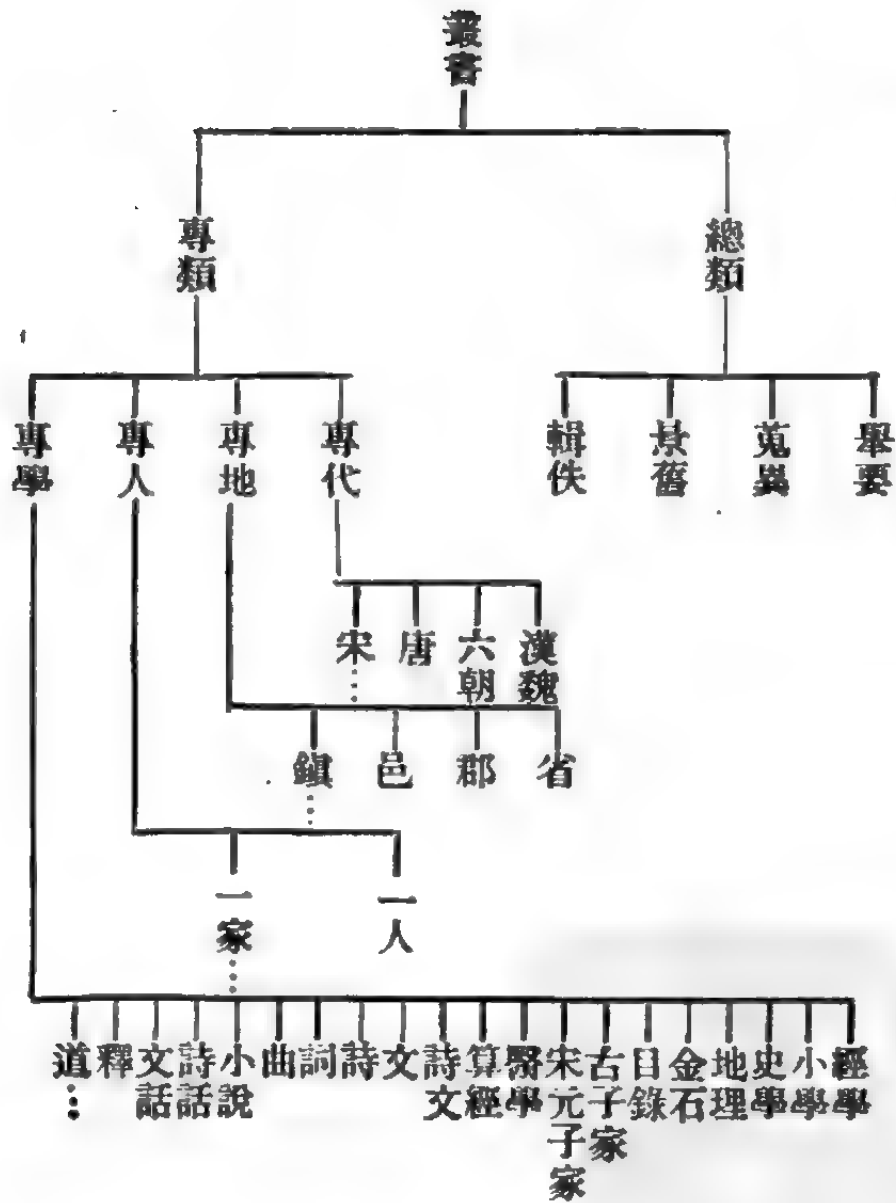 叢書
總類
專類
舉要
蒐異
景舊
輯佚
專代
專地
專人
專學
漢魏
六朝
唐
宋…
省
郡
邑
鎭…
一人
一家…
經學
小學
史學
地理
金石
目錄
古子家
宋元子家
醫學
算經
詩文
文
詩
詞
曲
小說
詩話
文話
釋
道…